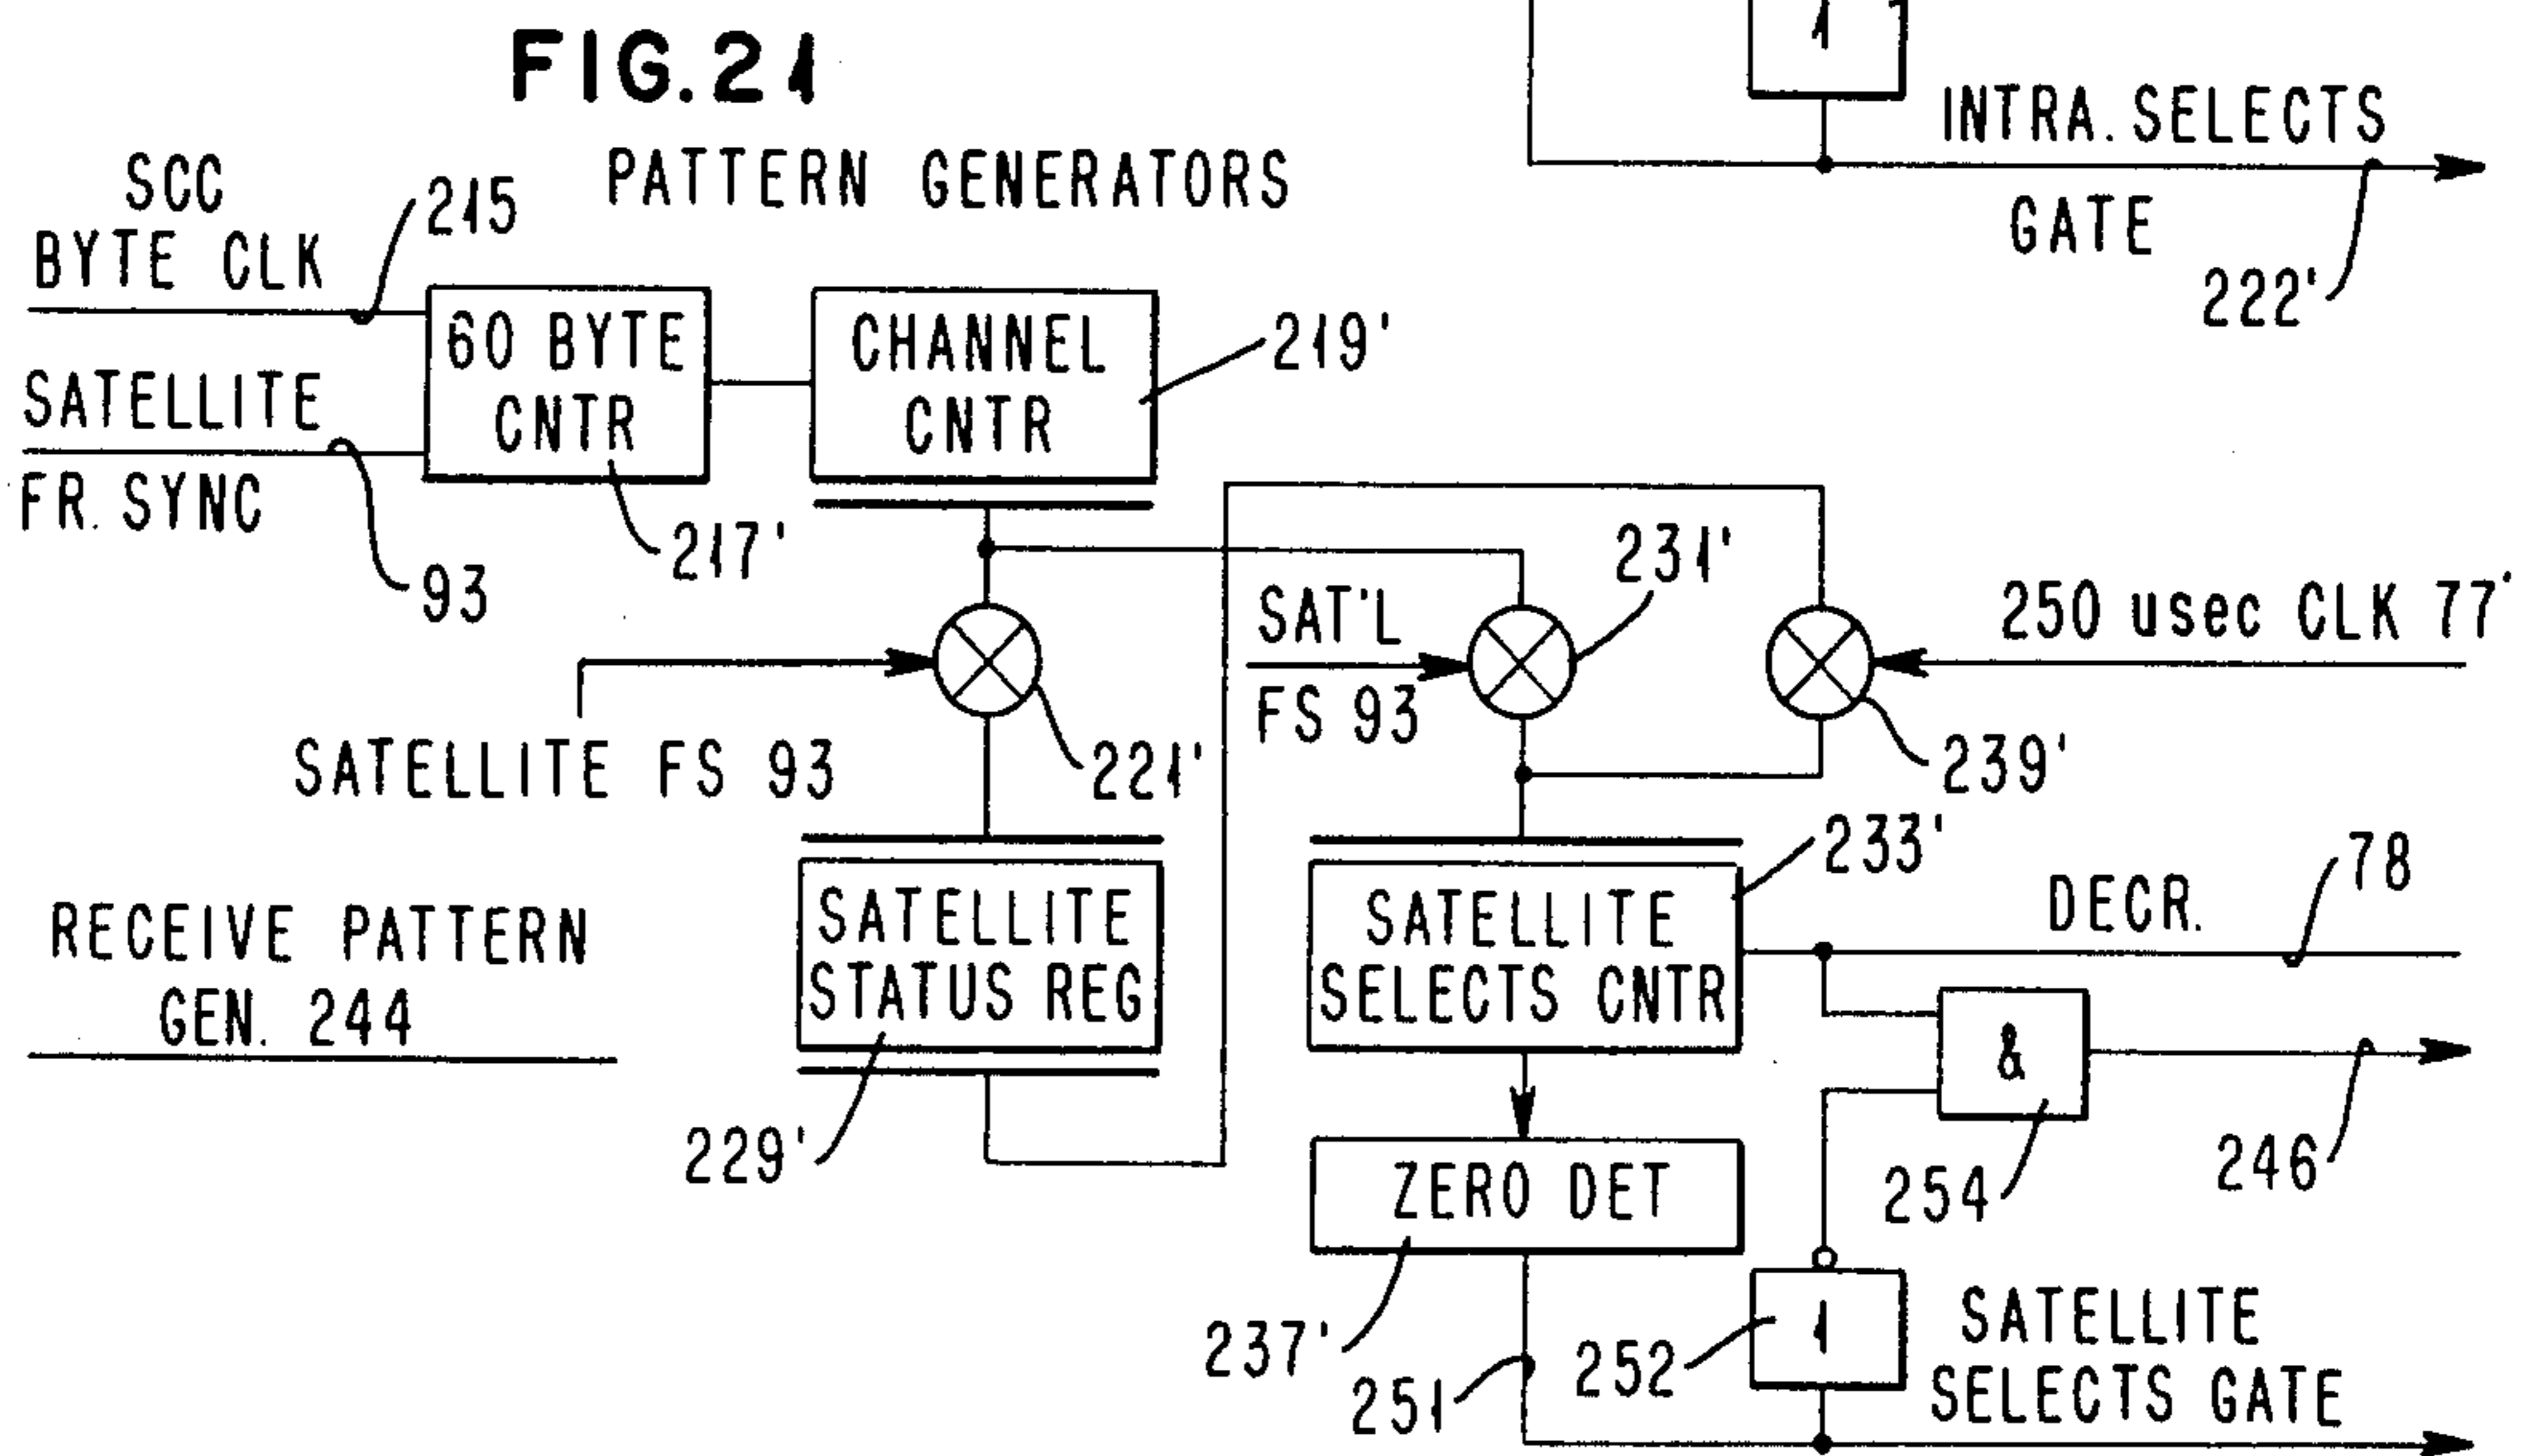 FIG.21
PATTERN GENERATORS
1
INTRA. SELECTS
GATE
222'
SCC
BYTE CLK
215
SATELLITE
FR. SYNC
93
60 BYTE
CNTR
217'
CHANNEL
CNTR
219'
SATELLITE FS 93
221'
SAT'L
FS 93
231'
250 usec CLK 77'
239'
RECEIVE PATTERN
GEN. 244
SATELLITE
STATUS REG
229'
SATELLITE
SELECTS CNTR
233'
DECR.
78
&
254
246
ZERO DET
237'
251
252
1
SATELLITE
SELECTS GATE